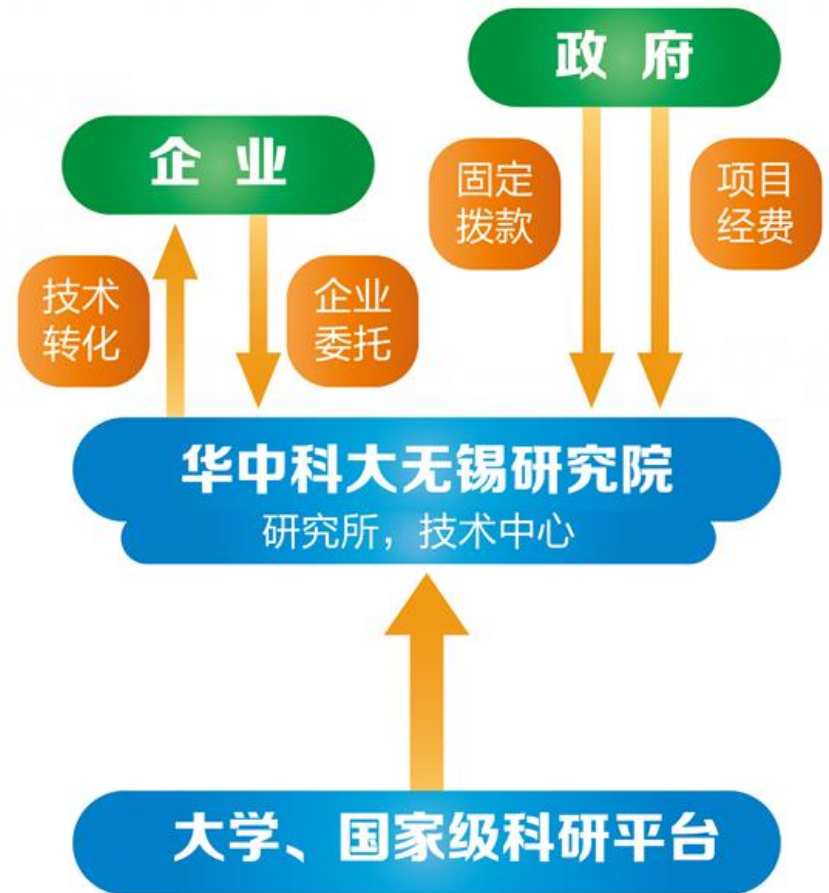 政 府
企 业
固定
拨款
项目
经费
技术
转化
企业
委托
华中科大无锡研究院
研究所，技术中心
大学、国家级科研平台